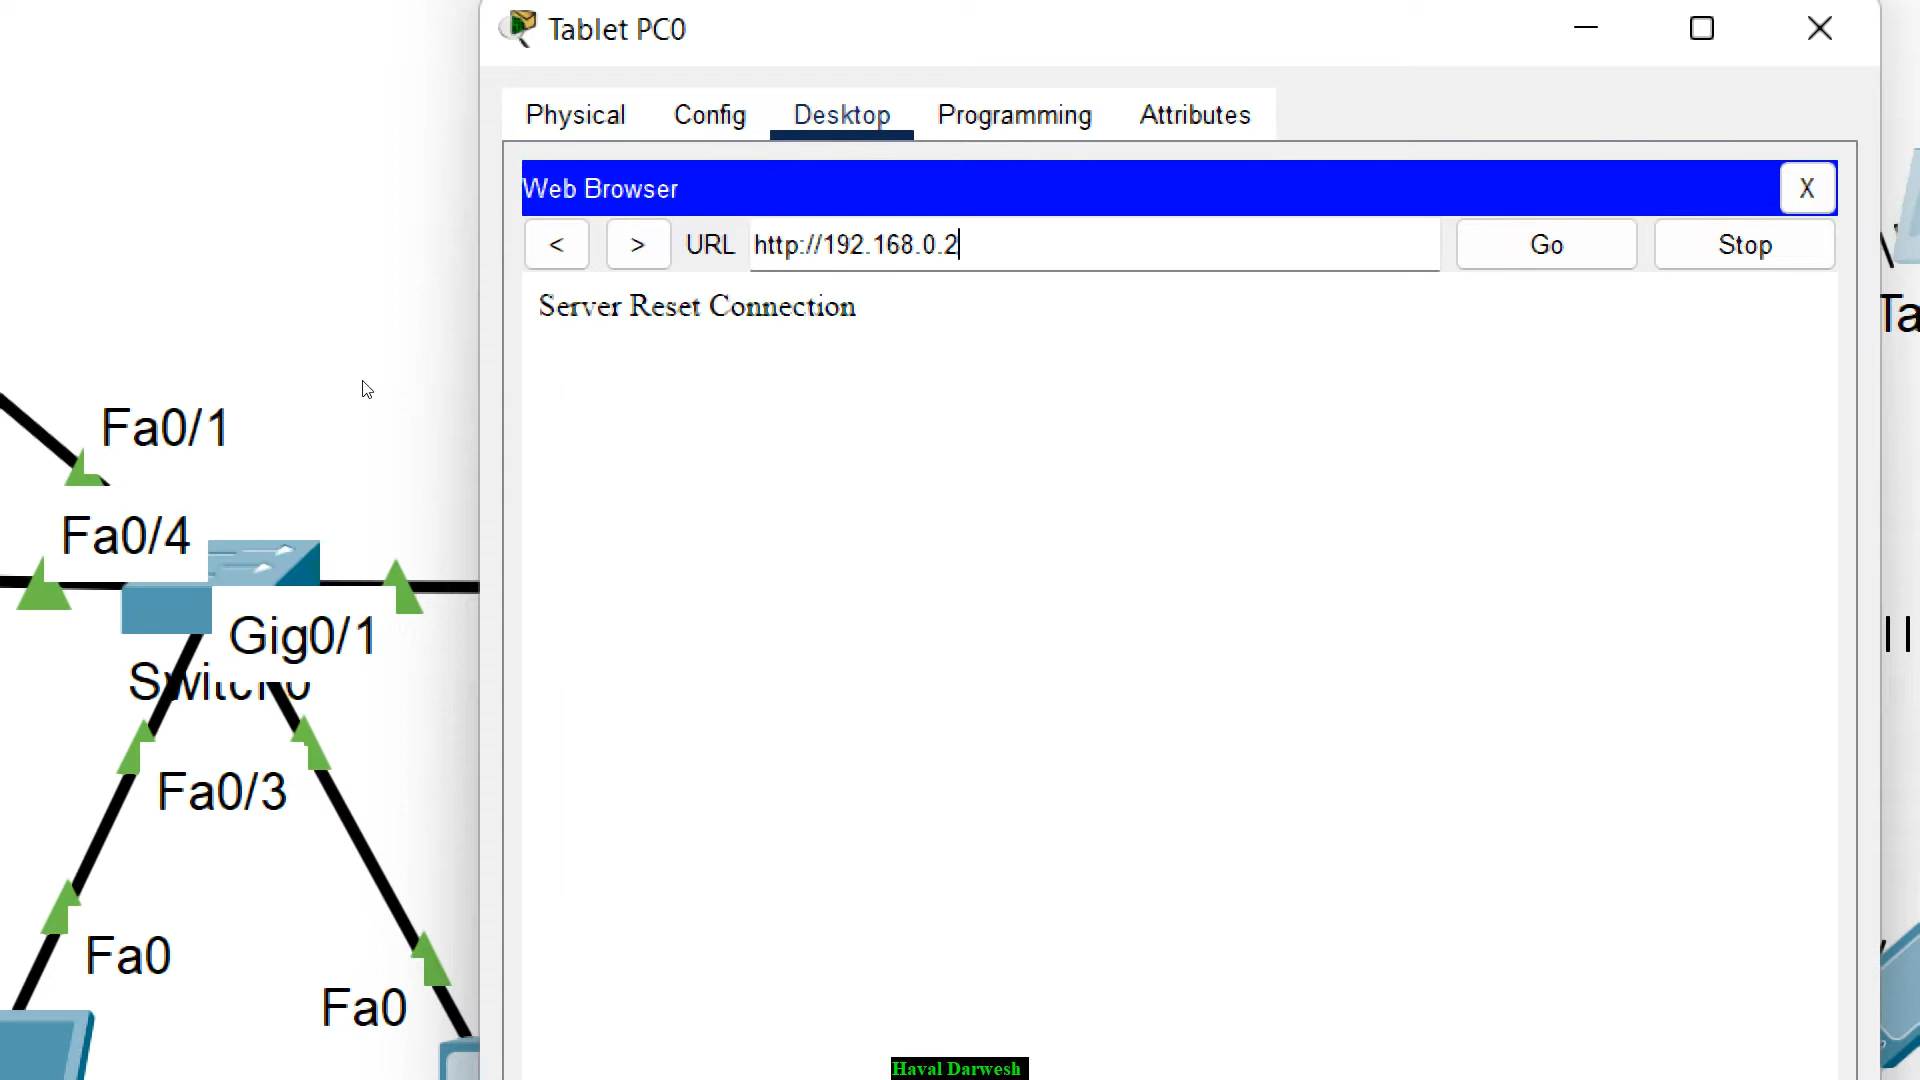 Tablet PC0
Physical Config Desktop Programming Attributes
Web Browser X
< > URL http://192.168.0.2 Go Stop
Server Reset Connection
Fa0/1
Fa0/4
Gig0/1
Fa0/3
Fa0
Fa0
Ta
Haval Darwesh